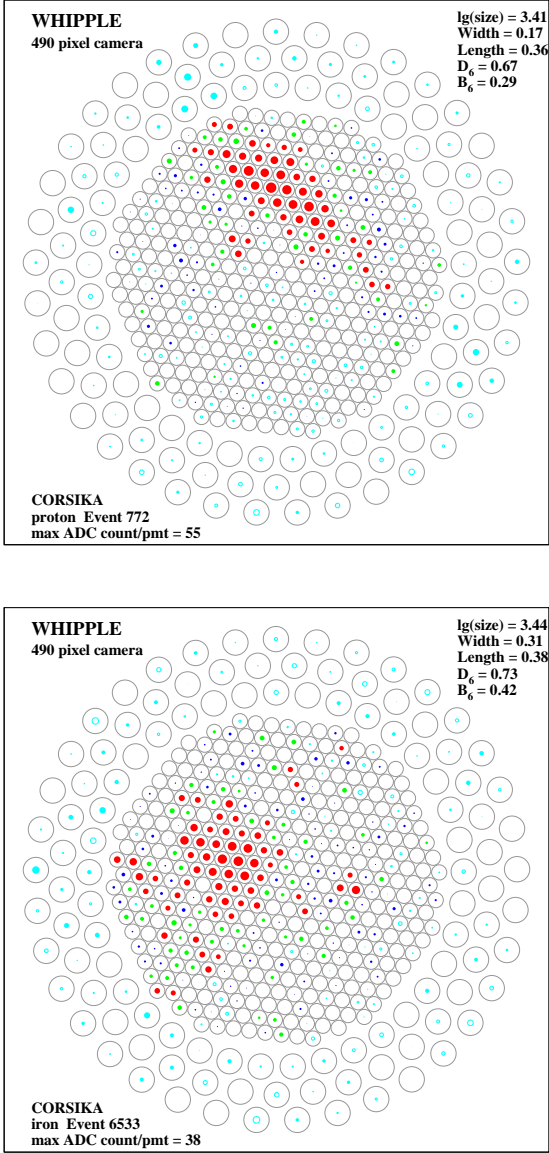 WHIPPLE
490 pixel camera
lg(size) = 3.41
Width = 0.17
Length = 0.36
D6 = 0.67
B6 = 0.29
CORSIKA
proton Event 772
max ADC count/pmt = 55
WHIPPLE
490 pixel camera
lg(size) = 3.44
Width = 0.31
Length = 0.38
D6 = 0.73
B6 = 0.42
CORSIKA
iron Event 6533
max ADC count/pmt = 38